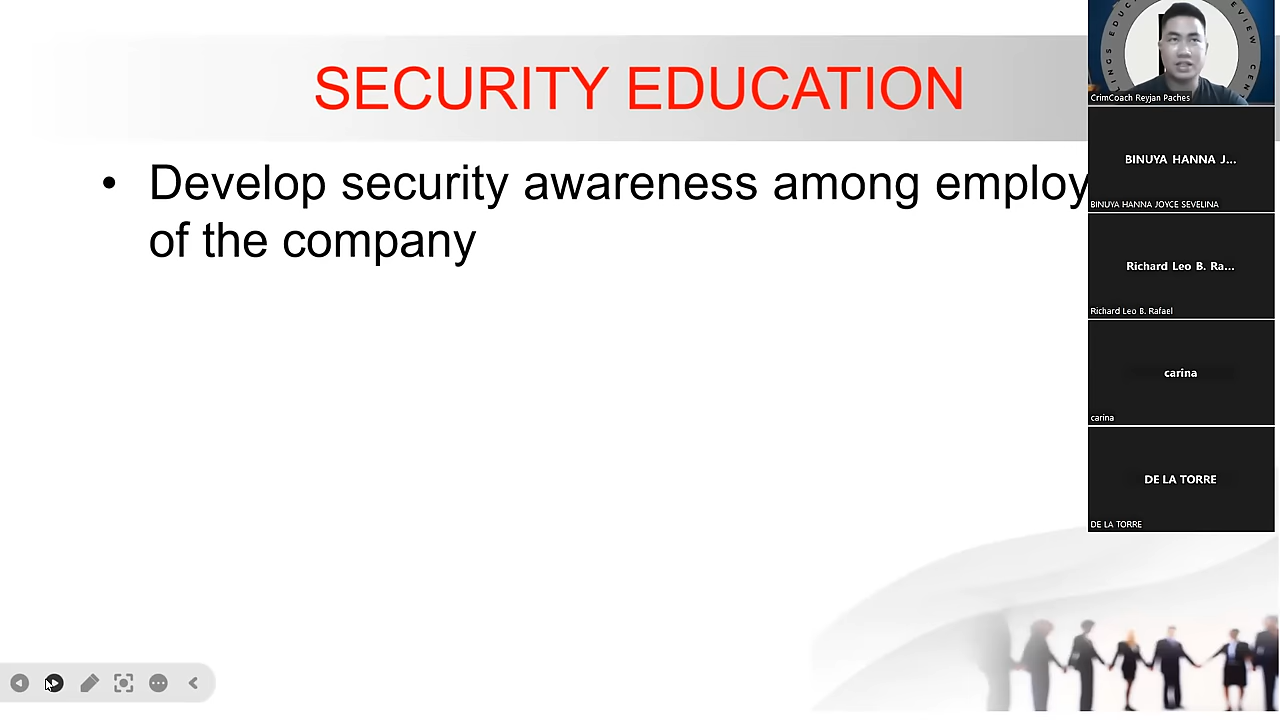 SECURITY EDUCATION
• Develop security awareness among employ
of the company
CrimCoach Reyjan Paches
BINUYA HANNA J...
BINUYA HANNA JOYCE SEVELINA
Richard Leo B. Ra...
Richard Leo B. Rafael
carina
carina
DE LA TORRE
DE LA TORRE